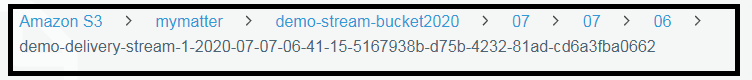 Amazon S3 > mymatter > demo-stream-bucket2020 > 07 > 07 > 06 >
demo-delivery-stream-1-2020-07-07-06-41-15-5167938b-d75b-4232-81ad-cd6a3fba0662